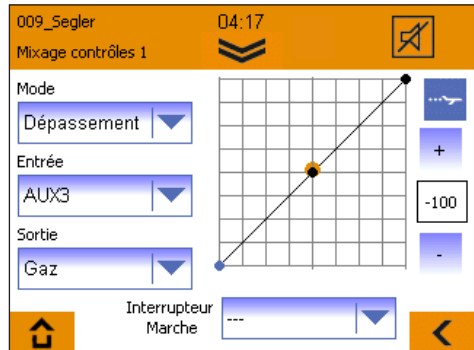 009_Segler 04:17
Mixage contrôles 1
Mode
Dépassement
Entrée
AUX3
Sortie
Gaz
+
-100
-
Interrupteur
Marche
---